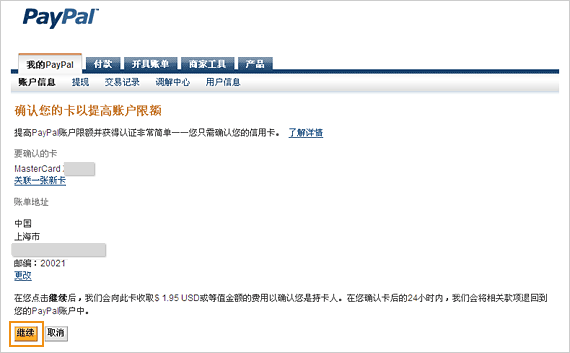 PayPal™
我的PayPal 付款 开具账单 商家工具 产品
账户信息 提现 交易记录 调解中心 用户信息
确认您的卡以提高账户限额
提高PayPal账户限额并获得认证非常简单——您只需确认您的信用卡。 了解详情
要确认的卡
MasterCard
关联一张新卡
账单地址
中国
上海市
邮编：20021
更改
在您点击继续后，我们会向此卡收取$ 1.95 USD或等值金额的费用以确认您是持卡人。在您确认卡后的24小时内，我们会将相关款项退回到
您的PayPal账户中。
继续 取消